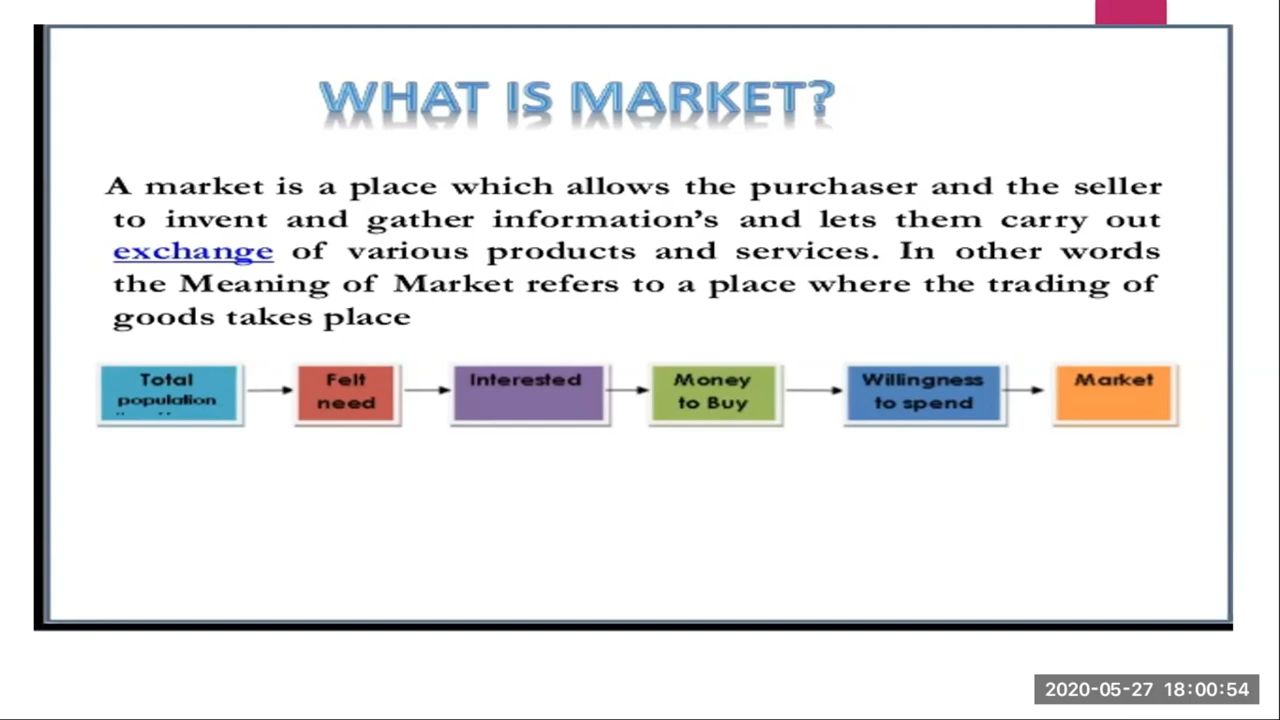 WHAT IS MARKET?
A market is a place which allows the purchaser and the seller
to invent and gather information’s and lets them carry out
exchange of various products and services. In other words
the Meaning of Market refers to a place where the trading of
goods takes place
Total
population
Felt
need
Interested
Money
to Buy
Willingness
to spend
Market
2020-05-27 18:00:54